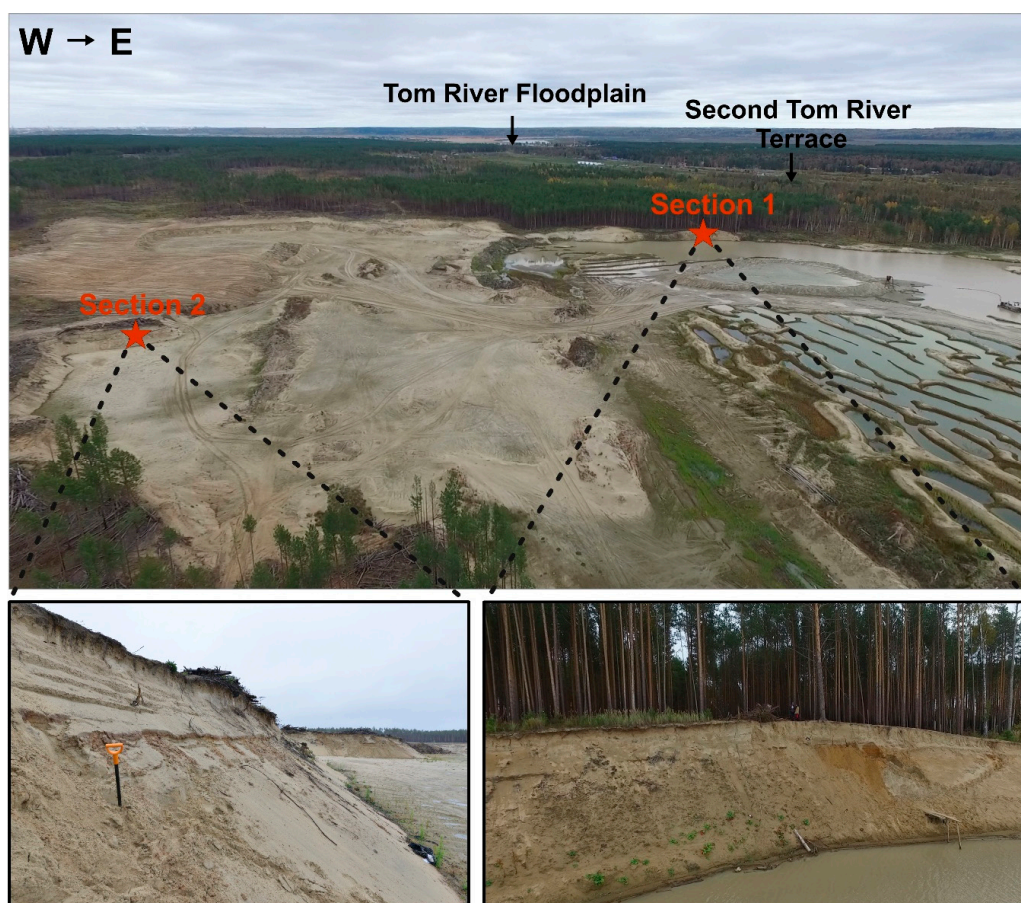 W → E
Tom River Floodplain
Second Tom River
Terrace
Section 1
Section 2